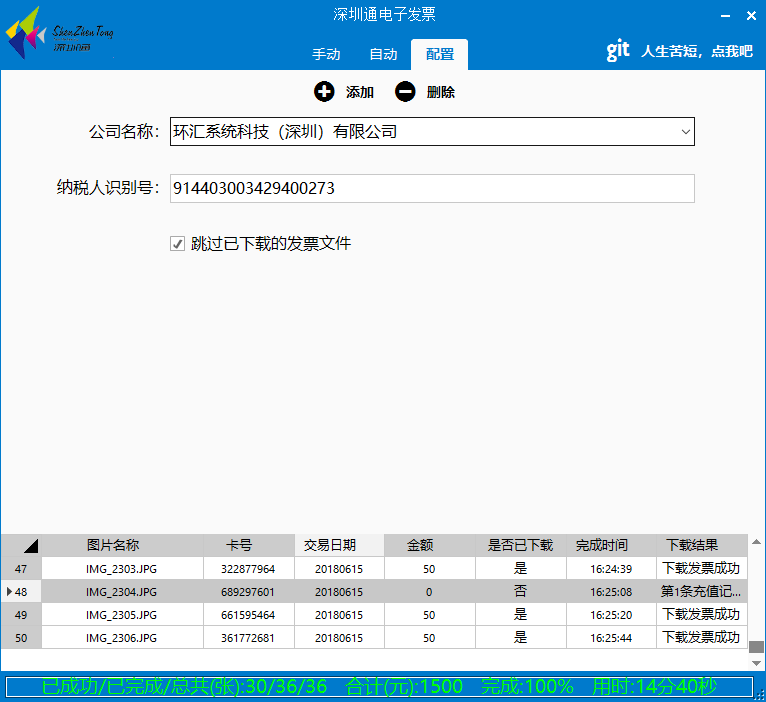 深圳通电子发票
ShenZhenTong
深圳通
手动 自动 配置
git 人生苦短，点我吧
添加 删除
公司名称： 环汇系统科技（深圳）有限公司
纳税人识别号： 914403003429400273
跳过已下载的发票文件
图片名称 卡号 交易日期 金额 是否已下载 完成时间 下载结果
47 IMG_2303.JPG 322877964 20180615 50 是 16:24:39 下载发票成功
48 IMG_2304.JPG 689297601 20180615 0 否 16:25:08 第1条充值记...
49 IMG_2305.JPG 661595464 20180615 50 是 16:25:20 下载发票成功
50 IMG_2306.JPG 361772681 20180615 50 是 16:25:44 下载发票成功
已成功/已完成/总共(张):30/36/36 合计(元):1500 完成:100% 用时:14分40秒